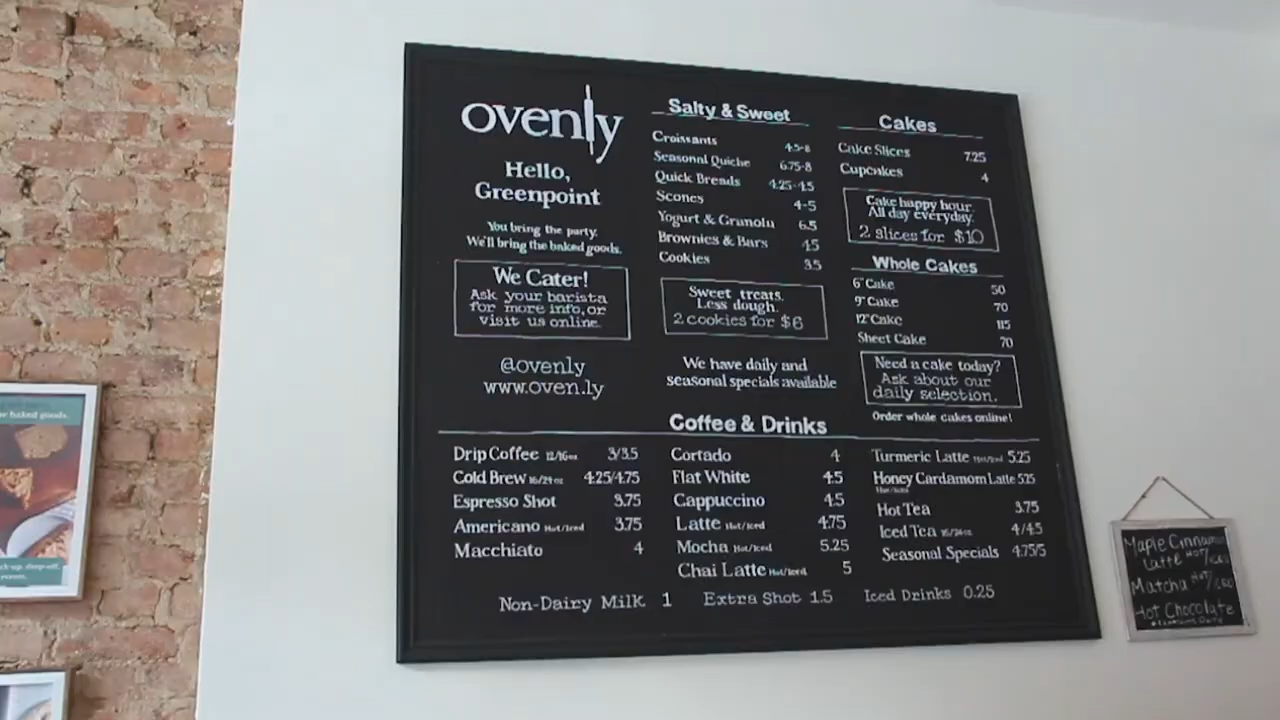 ovenly
Hello,
Greenpoint
You bring the party.
We'll bring the baked goods.
We Cater!
Ask your barista
for more info, or
visit us online.
@ovenly
www.oven.ly
Salty & Sweet
Croissants 4.5-8
Seasonal Quiche 6.75-8
Quick Breads 4.25-4.5
Scones 4-5
Yogurt & Granola 6.5
Brownies & Bars 4.5
Cookies 3.5
Sweet treats.
Less dough.
2 cookies for $6
We have daily and
seasonal specials available
Cakes
Cake Slices 7.25
Cupcakes 4
Cake happy hour.
All day everyday.
2 slices for $10
Whole Cakes
6" Cake 50
9" Cake 70
12" Cake 115
Sheet Cake 70
Need a cake today?
Ask about our
daily selection.
Order whole cakes online!
Coffee & Drinks
Drip Coffee 12/16oz 3/3.5
Cold Brew 16/24oz 4.25/4.75
Espresso Shot 3.75
Americano Hot/Iced 3.75
Macchiato 4
Cortado 4
Flat White 4.5
Cappuccino 4.5
Latte Hot/Iced 4.75
Mocha Hot/Iced 5.25
Chai Latte Hot/Iced 5
Turmeric Latte Hot/Iced 5.25
Honey Cardamom Latte 5.25
Hot/Iced
Hot Tea 3.75
Iced Tea 16/24oz 4/4.5
Seasonal Specials 4.75/5
Non-Dairy Milk 1 Extra Shot 1.5 Iced Drinks 0.25
Maple Cinnamon
Latte Hot/Iced
Matcha Hot/Iced
Hot Chocolate
baked goods.